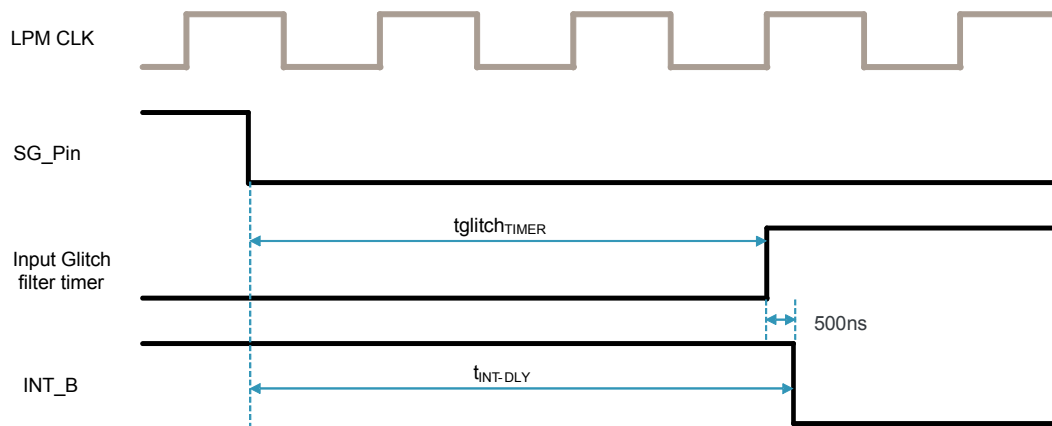 LPM CLK
SG_Pin
tglitchTIMER
Input Glitch
filter timer
500ns
INT_B
tINT-DLY